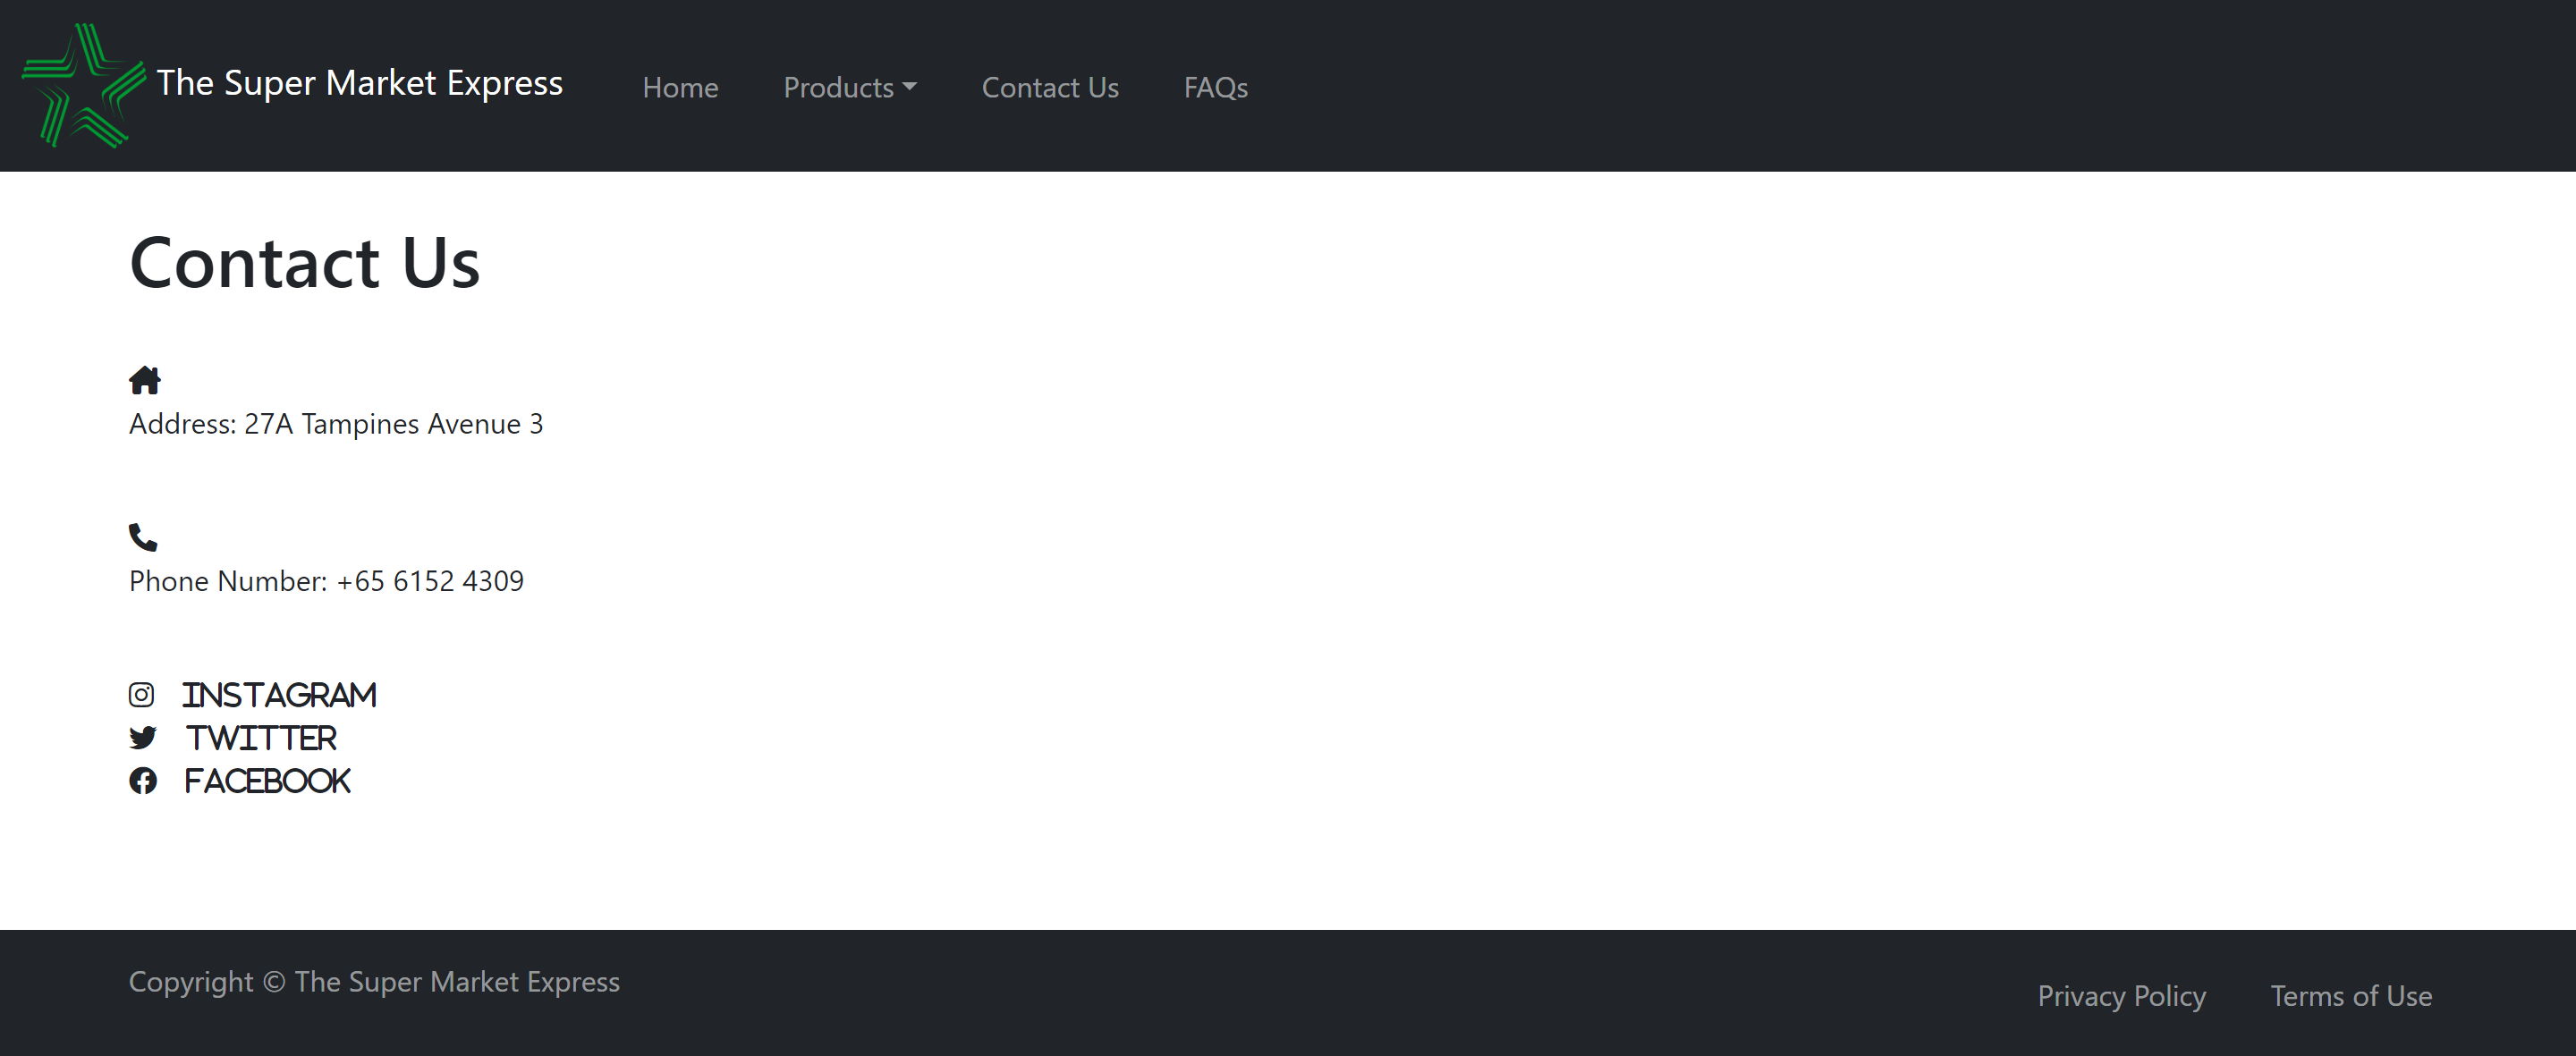 The Super Market Express Home Products Contact Us FAQs
Contact Us
Address: 27A Tampines Avenue 3
Phone Number: +65 6152 4309
INSTAGRAM
TWITTER
FACEBOOK
Copyright © The Super Market Express
Privacy Policy Terms of Use